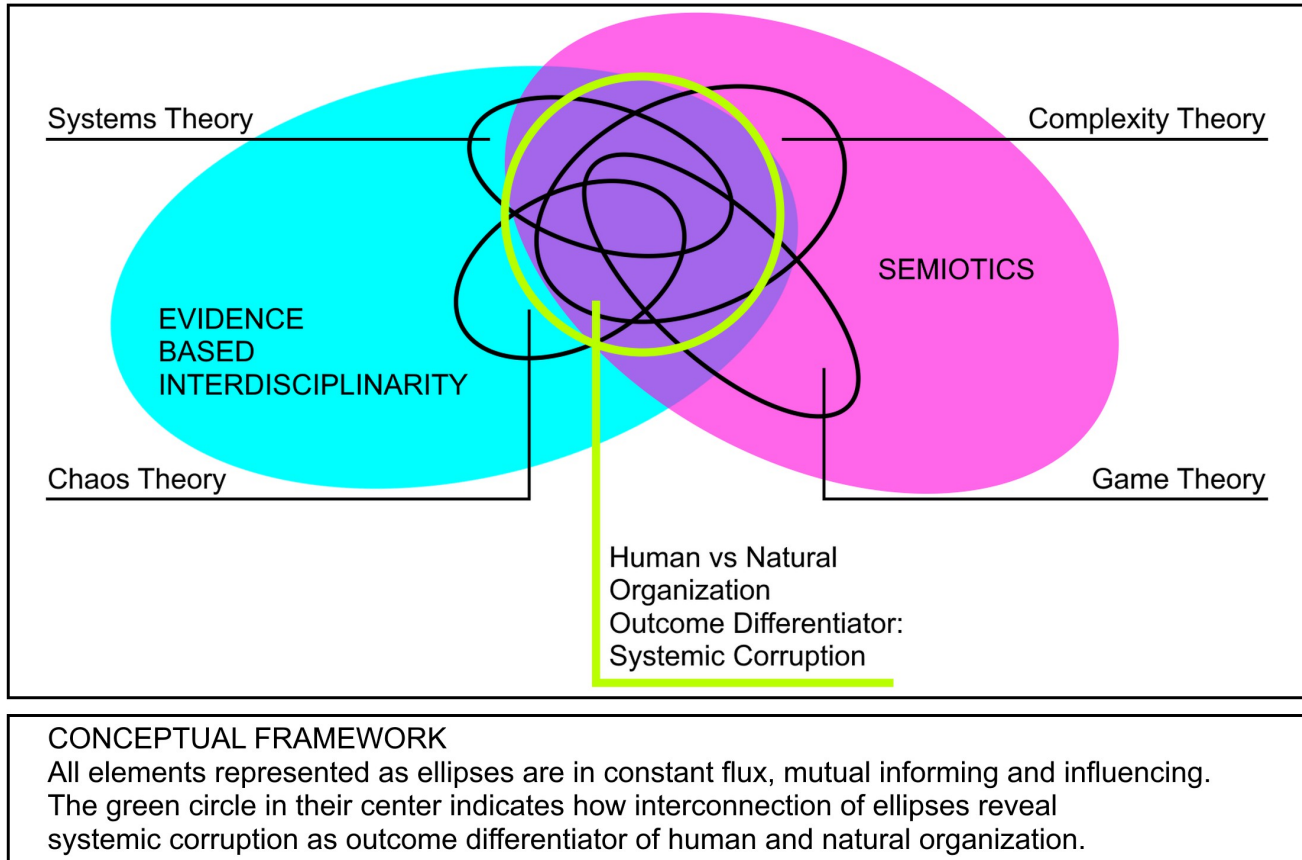 Systems Theory
Complexity Theory
SEMIOTICS
EVIDENCE
BASED
INTERDISCIPLINARITY
Chaos Theory
Game Theory
Human vs Natural
Organization
Outcome Differentiator:
Systemic Corruption
CONCEPTUAL FRAMEWORK
All elements represented as ellipses are in constant flux, mutual informing and influencing.
The green circle in their center indicates how interconnection of ellipses reveal
systemic corruption as outcome differentiator of human and natural organization.